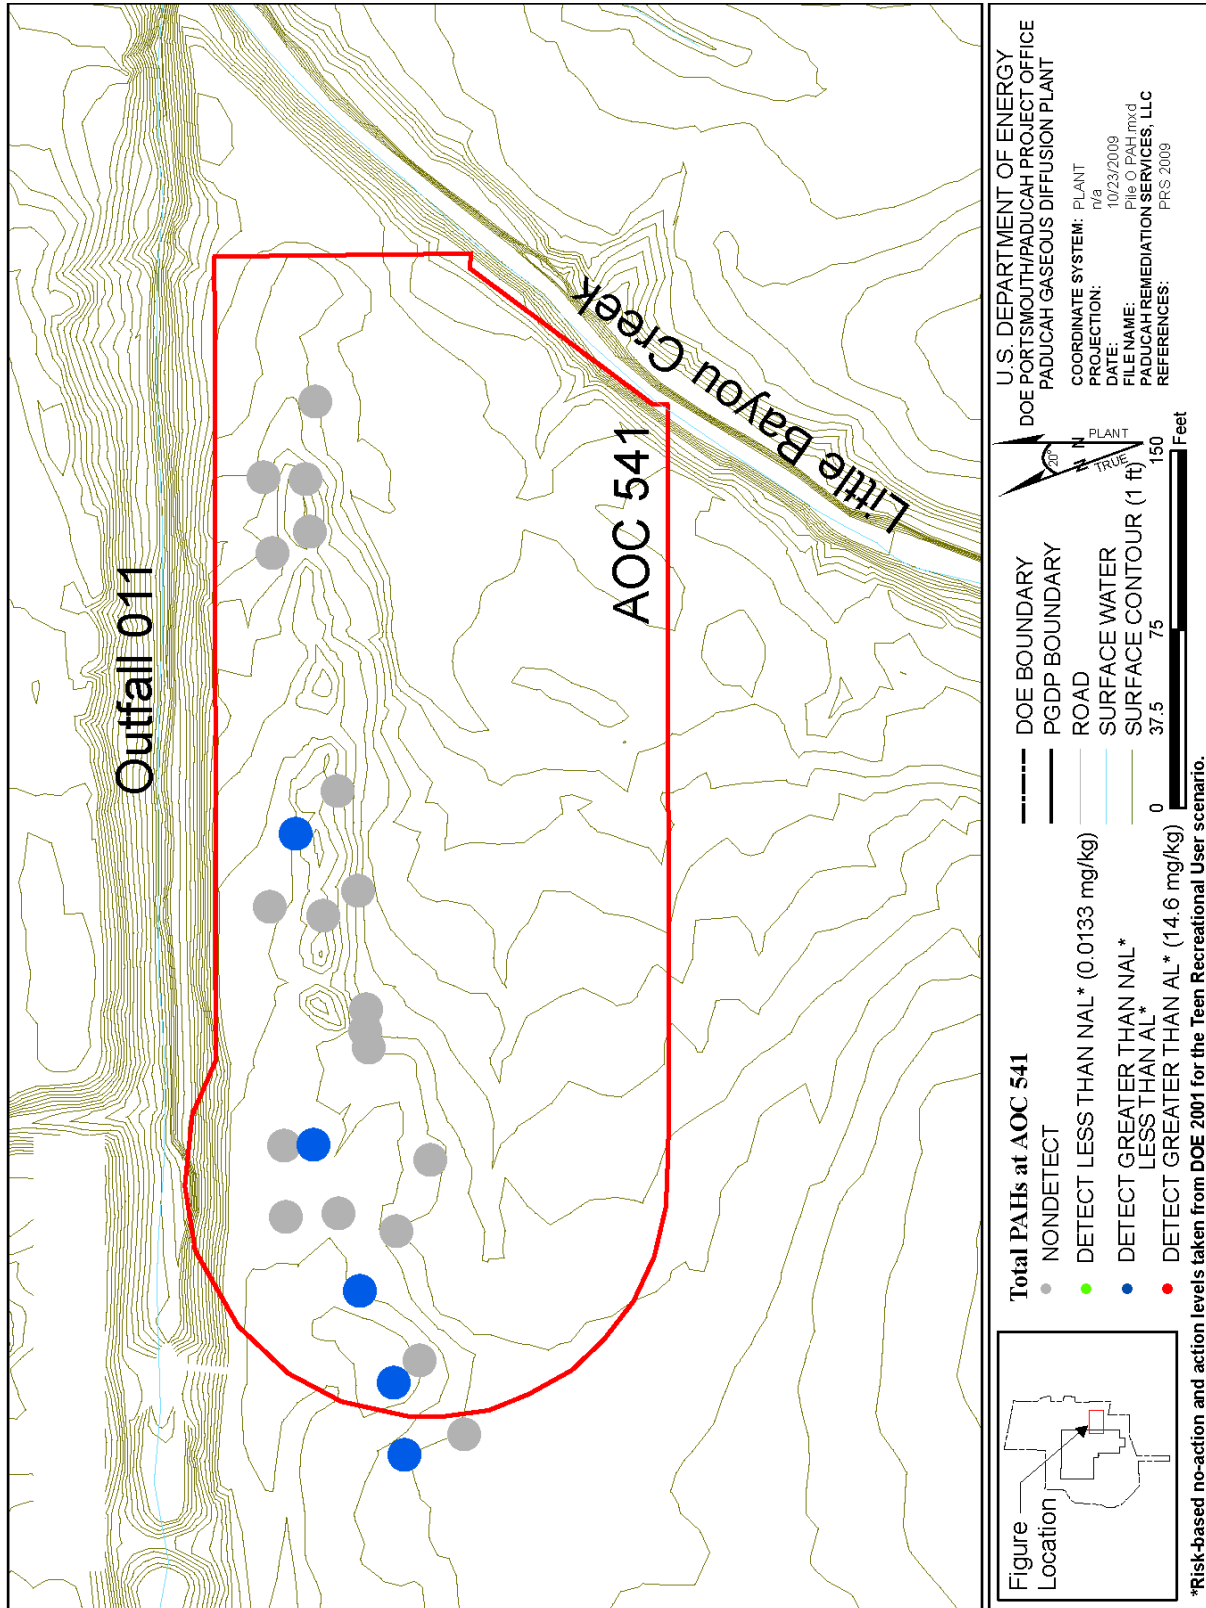 Outfall 011
AOC 541
Little Bayou Creek
Figure
Location
Total PAHs at AOC 541
NONDETECT
DETECT LESS THAN NAL* (0.0133 mg/kg)
DETECT GREATER THAN NAL*
LESS THAN AL*
DETECT GREATER THAN AL* (14.6 mg/kg)
DOE BOUNDARY
PGDP BOUNDARY
ROAD
SURFACE WATER
SURFACE CONTOUR (1 ft)
0 37.5 75 150
Feet
20°
N N
TRUE PLANT
U.S. DEPARTMENT OF ENERGY
DOE PORTSMOUTH/PADUCAH PROJECT OFFICE
PADUCAH GASEOUS DIFFUSION PLANT
COORDINATE SYSTEM: PLANT
PROJECTION: n/a
DATE: 10/23/2009
FILE NAME: Pile O PAH.mxd
PADUCAH REMEDIATION SERVICES, LLC
REFERENCES: PRS 2009
*Risk-based no-action and action levels taken from DOE 2001 for the Teen Recreational User scenario.